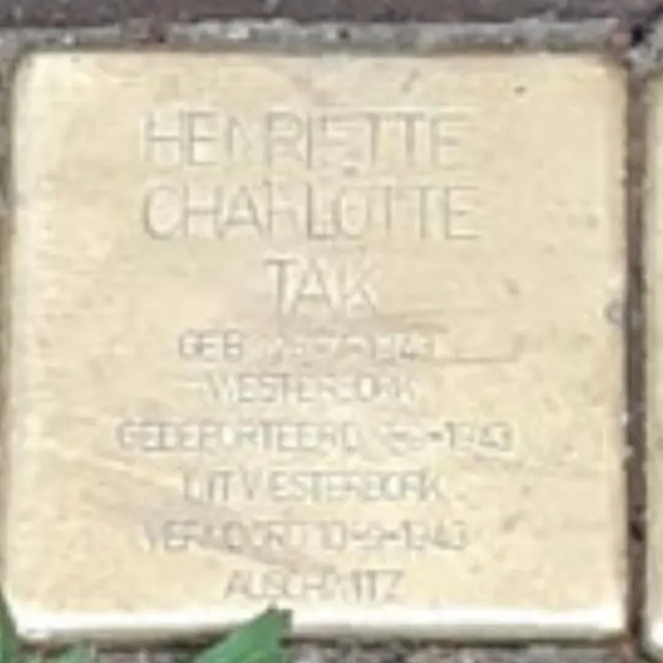 HENRIETTE
CHARLOTTE
TAK
GEB.
WESTERBORK
GEDEPORTEERD
UIT WESTERBORK
VERMOORD 10-9-1943
AUSCHWITZ